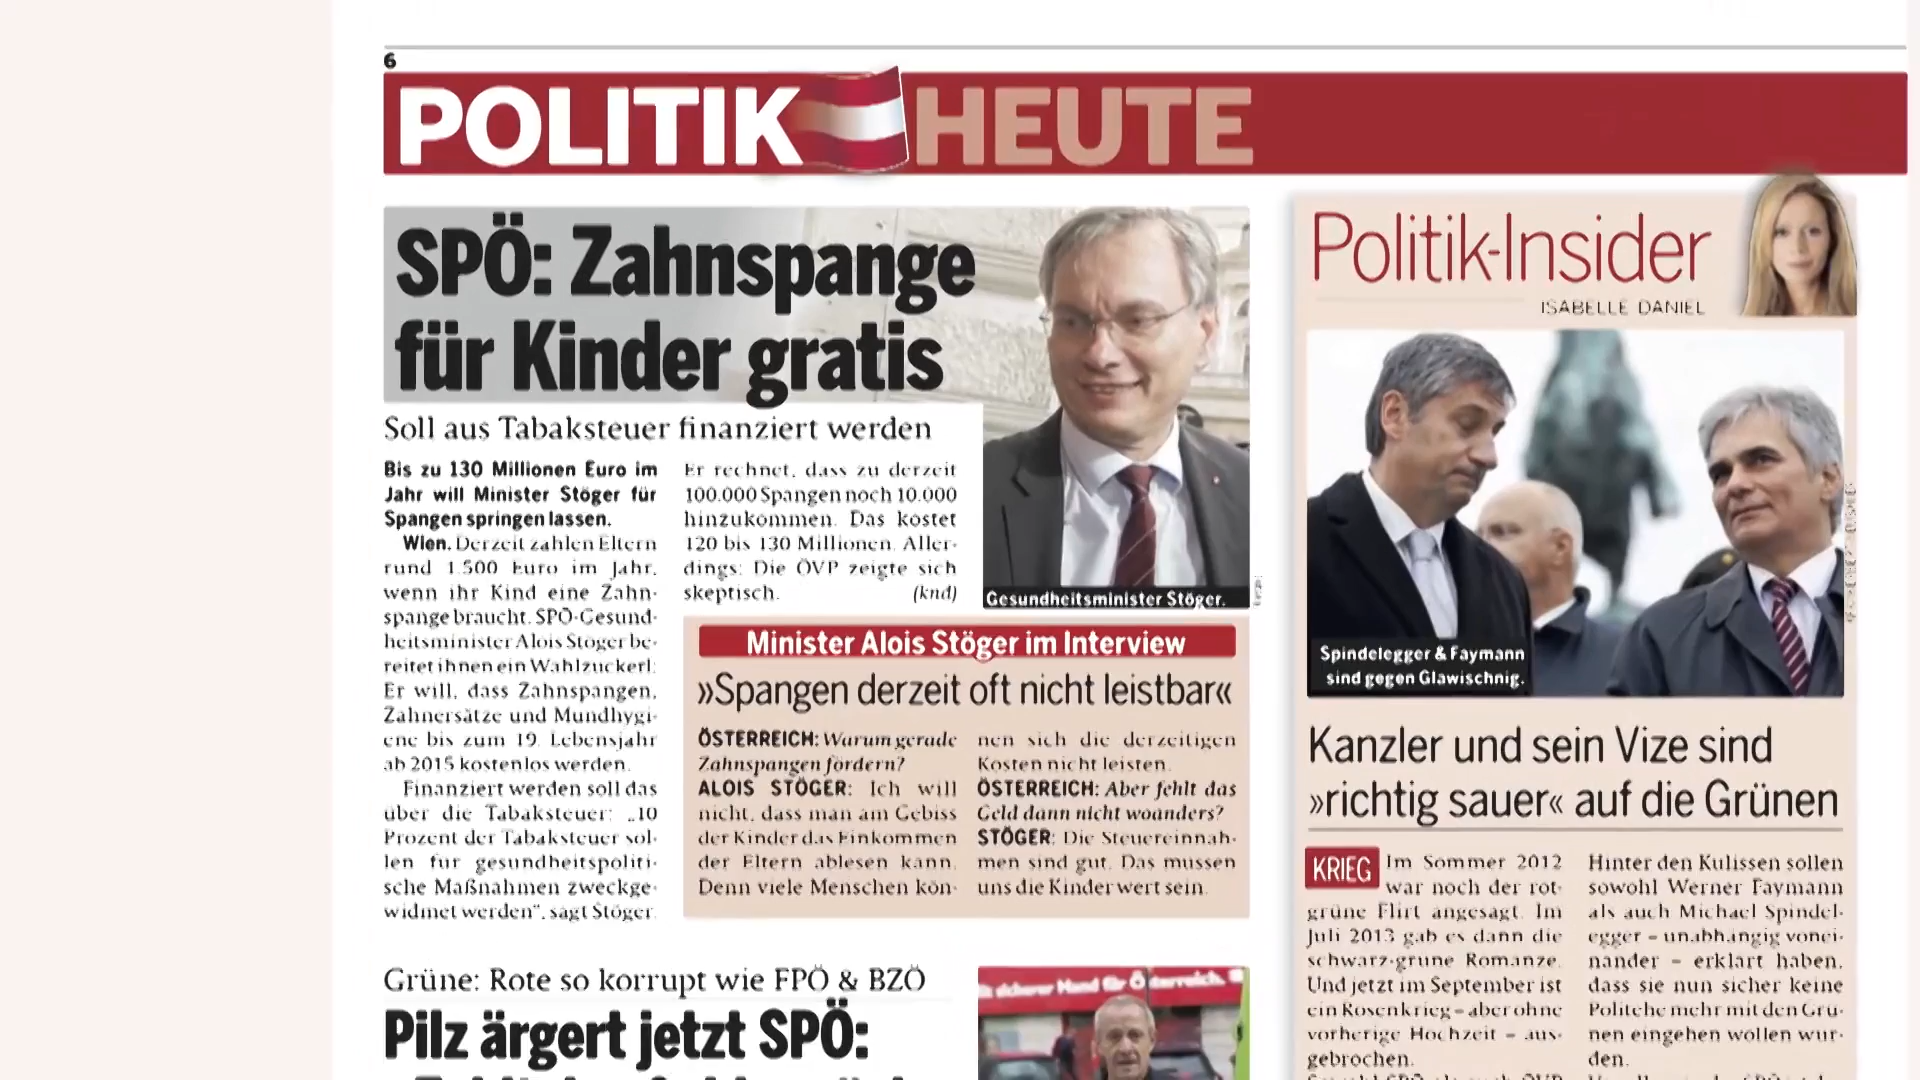 6
POLITIK HEUTE
SPÖ: Zahnspange
für Kinder gratis
Soll aus Tabaksteuer finanziert werden
Bis zu 130 Millionen Euro im
Jahr will Minister Stöger für
Spangen springen lassen.
Wien. Derzeit zahlen Eltern
rund 1.500 Euro im Jahr,
wenn ihr Kind eine Zahn-
spange braucht. SPÖ-Gesund-
heitsminister Alois Stöger be-
reitet ihnen ein Wahlzuckerl:
Er will, dass Zahnspangen,
Zahnersätze und Mundhygi-
ene bis zum 19. Lebensjahr
ab 2015 kostenlos werden.
Finanziert werden soll das
über die Tabaksteuer: „10
Prozent der Tabaksteuer sol-
len für gesundheitspoliti-
sche Maßnahmen zweckge-
widmet werden“, sagt Stöger.
Er rechnet, dass zu derzeit
100.000 Spangen noch 10.000
hinzukommen. Das kostet
120 bis 130 Millionen. Aller-
dings: Die ÖVP zeigte sich
skeptisch. (knd)
Gesundheitsminister Stöger.
Minister Alois Stöger im Interview
»Spangen derzeit oft nicht leistbar«
ÖSTERREICH: Warum gerade
Zahnspangen fördern?
ALOIS STÖGER: Ich will
nicht, dass man am Gebiss
der Kinder das Einkommen
der Eltern ablesen kann.
Denn viele Menschen kön-
nen sich die derzeitigen
Kosten nicht leisten.
ÖSTERREICH: Aber fehlt das
Geld dann nicht woanders?
STÖGER: Die Steuereinnah-
men sind gut. Das müssen
uns die Kinder wert sein.
Grüne: Rote so korrupt wie FPÖ & BZÖ
Pilz ärgert jetzt SPÖ:
Politik-Insider
ISABELLE DANIEL
Spindelegger & Faymann
sind gegen Glawischnig.
Kanzler und sein Vize sind
»richtig sauer« auf die Grünen
KRIEG Im Sommer 2012
war noch der rot-
grüne Flirt angesagt. Im
Juli 2013 gab es dann die
schwarz-grüne Romanze.
Und jetzt im September ist
ein Rosenkrieg – aber ohne
vorherige Hochzeit – aus-
gebrochen.
Hinter den Kulissen sollen
sowohl Werner Faymann
als auch Michael Spindel-
egger – unabhängig vonei-
nander – erklärt haben,
dass sie nun sicher keine
Politehe mehr mit den Grü-
nen eingehen wollen wür-
den.